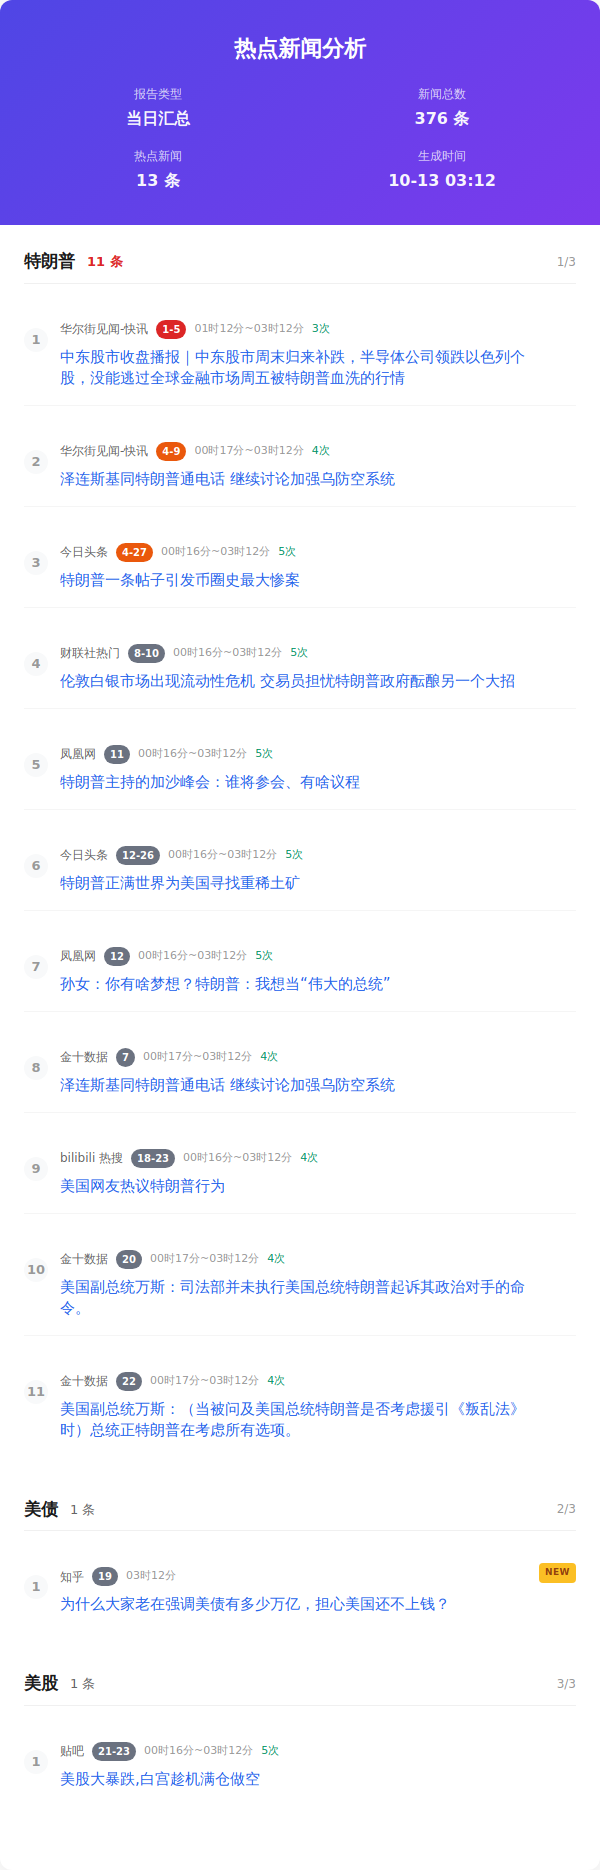 热点新闻分析
报告类型
新闻总数
当日汇总
376 条
热点新闻
生成时间
13 条
10-13 03:12
特朗普 11 条 1/3
1 华尔街见闻-快讯 1-5 01时12分~03时12分 3次
中东股市收盘播报｜中东股市周末归来补跌，半导体公司领跌以色列个
股，没能逃过全球金融市场周五被特朗普血洗的行情
2 华尔街见闻-快讯 4-9 00时17分~03时12分 4次
泽连斯基同特朗普通电话 继续讨论加强乌防空系统
3 今日头条 4-27 00时16分~03时12分 5次
特朗普一条帖子引发币圈史最大惨案
4 财联社热门 8-10 00时16分~03时12分 5次
伦敦白银市场出现流动性危机 交易员担忧特朗普政府酝酿另一个大招
5 凤凰网 11 00时16分~03时12分 5次
特朗普主持的加沙峰会：谁将参会、有啥议程
6 今日头条 12-26 00时16分~03时12分 5次
特朗普正满世界为美国寻找重稀土矿
7 凤凰网 12 00时16分~03时12分 5次
孙女：你有啥梦想？特朗普：我想当“伟大的总统”
8 金十数据 7 00时17分~03时12分 4次
泽连斯基同特朗普通电话 继续讨论加强乌防空系统
9 bilibili 热搜 18-23 00时16分~03时12分 4次
美国网友热议特朗普行为
10 金十数据 20 00时17分~03时12分 4次
美国副总统万斯：司法部并未执行美国总统特朗普起诉其政治对手的命
令。
11 金十数据 22 00时17分~03时12分 4次
美国副总统万斯：（当被问及美国总统特朗普是否考虑援引《叛乱法》
时）总统正特朗普在考虑所有选项。
美债 1 条 2/3
1 知乎 19 03时12分 NEW
为什么大家老在强调美债有多少万亿，担心美国还不上钱？
美股 1 条 3/3
1 贴吧 21-23 00时16分~03时12分 5次
美股大暴跌,白宫趁机满仓做空